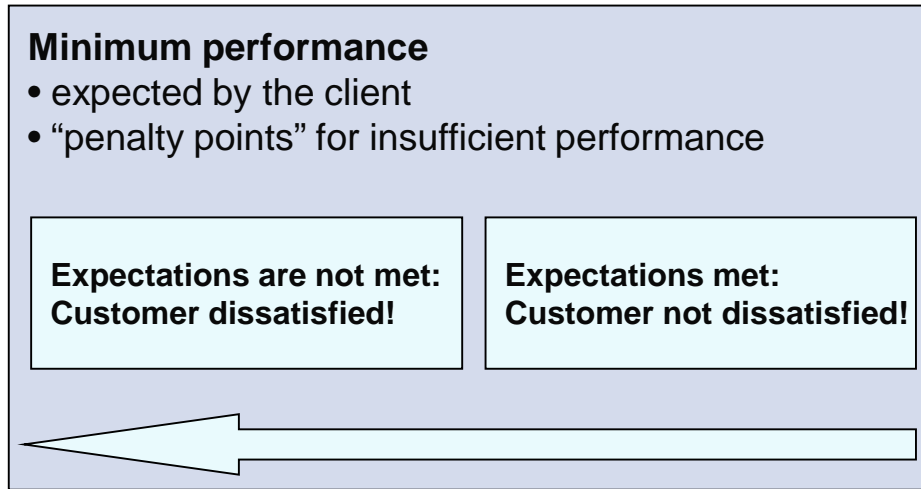 Minimum performance
• expected by the client
• “penalty points” for insufficient performance
Expectations are not met:
Customer dissatisfied!
Expectations met:
Customer not dissatisfied!